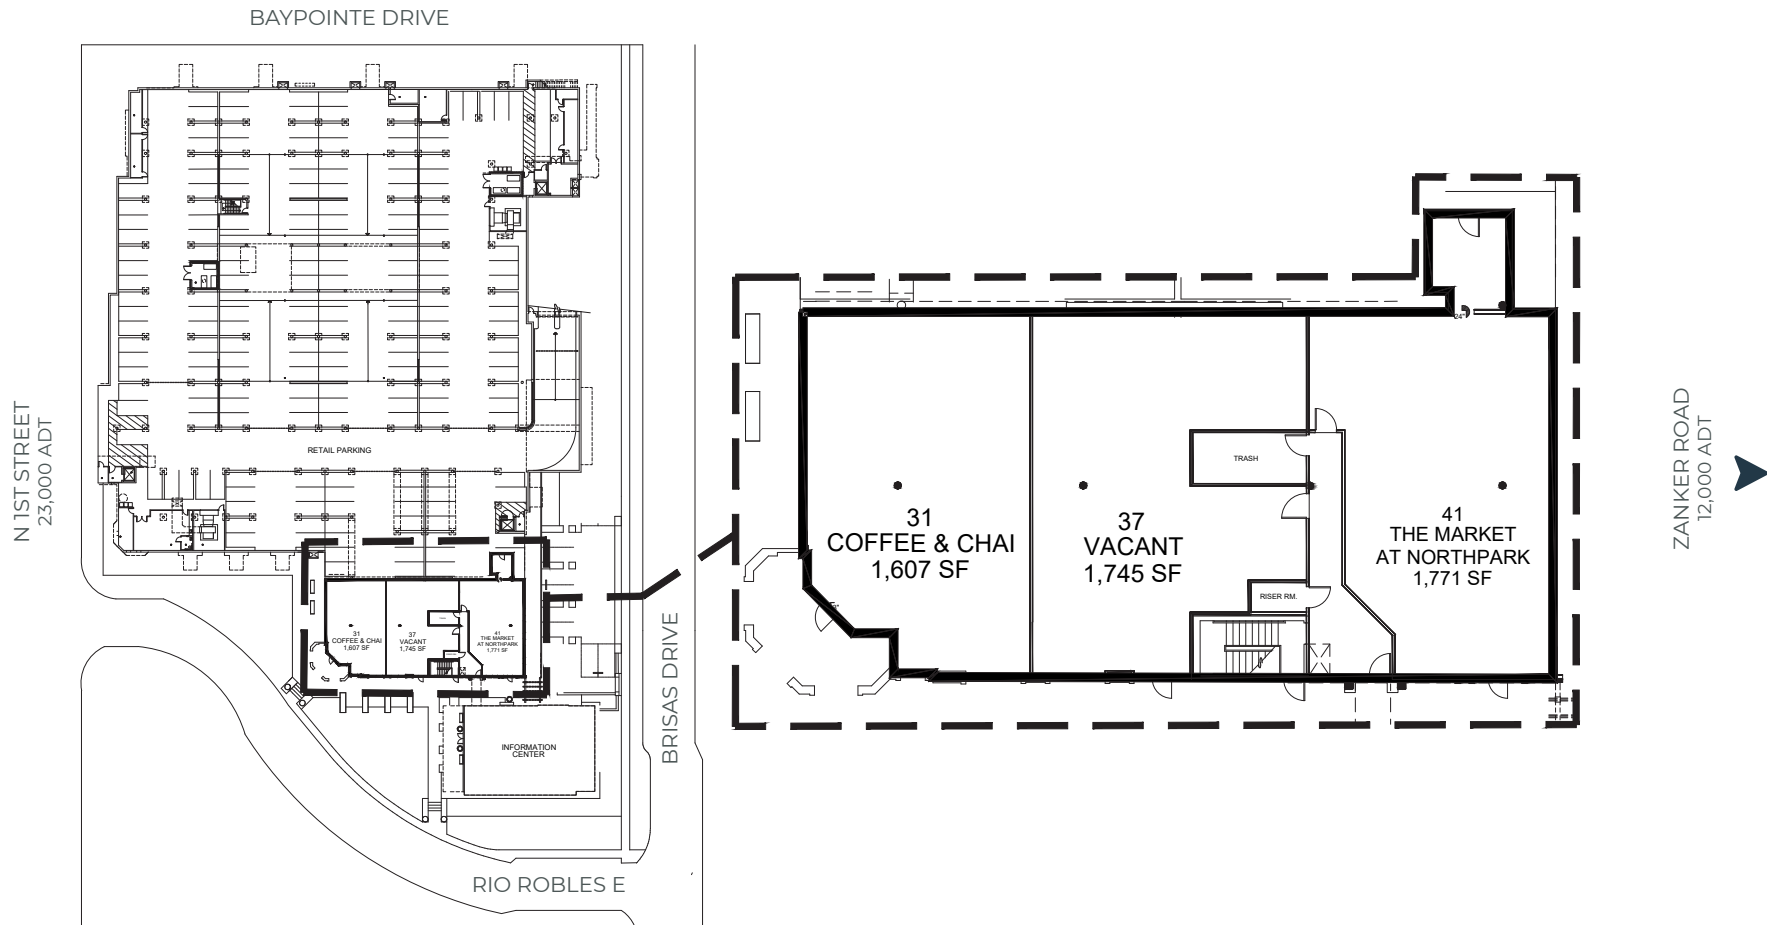 BAYPOINTE DRIVE
N 1ST STREET
23,000 ADT
RETAIL PARKING
31
COFFEE & CHAI
1,607 SF
37
VACANT
1,745 SF
41
THE MARKET
AT NORTHPARK
1,771 SF
INFORMATION
CENTER
BRISAS DRIVE
RIO ROBLES E
24"
TRASH
31
COFFEE & CHAI
1,607 SF
37
VACANT
1,745 SF
41
THE MARKET
AT NORTHPARK
1,771 SF
RISER RM.
ZANKER ROAD
12,000 ADT